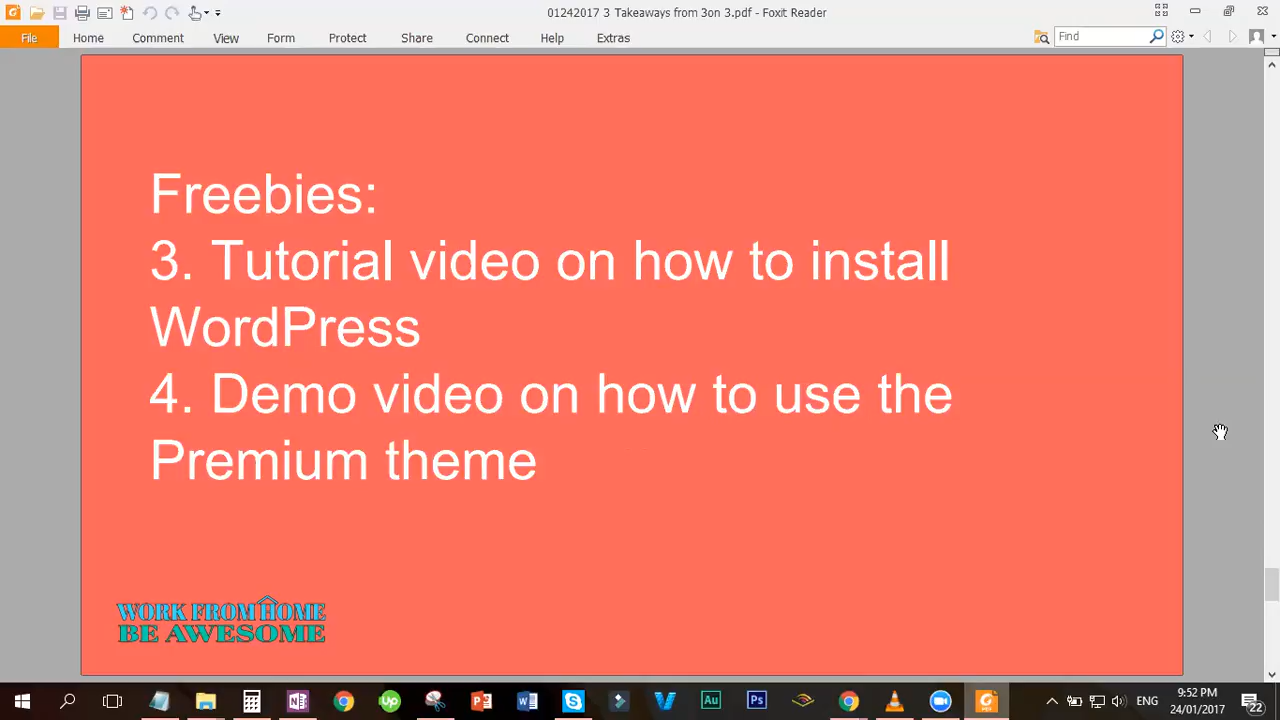 01242017 3 Takeaways from 3on 3.pdf - Foxit Reader
File Home Comment View Form Protect Share Connect Help Extras Find
Freebies:
3. Tutorial video on how to install
WordPress
4. Demo video on how to use the
Premium theme
WORK FROM HOME
BE AWESOME
9:52 PM
ENG
24/01/2017
22